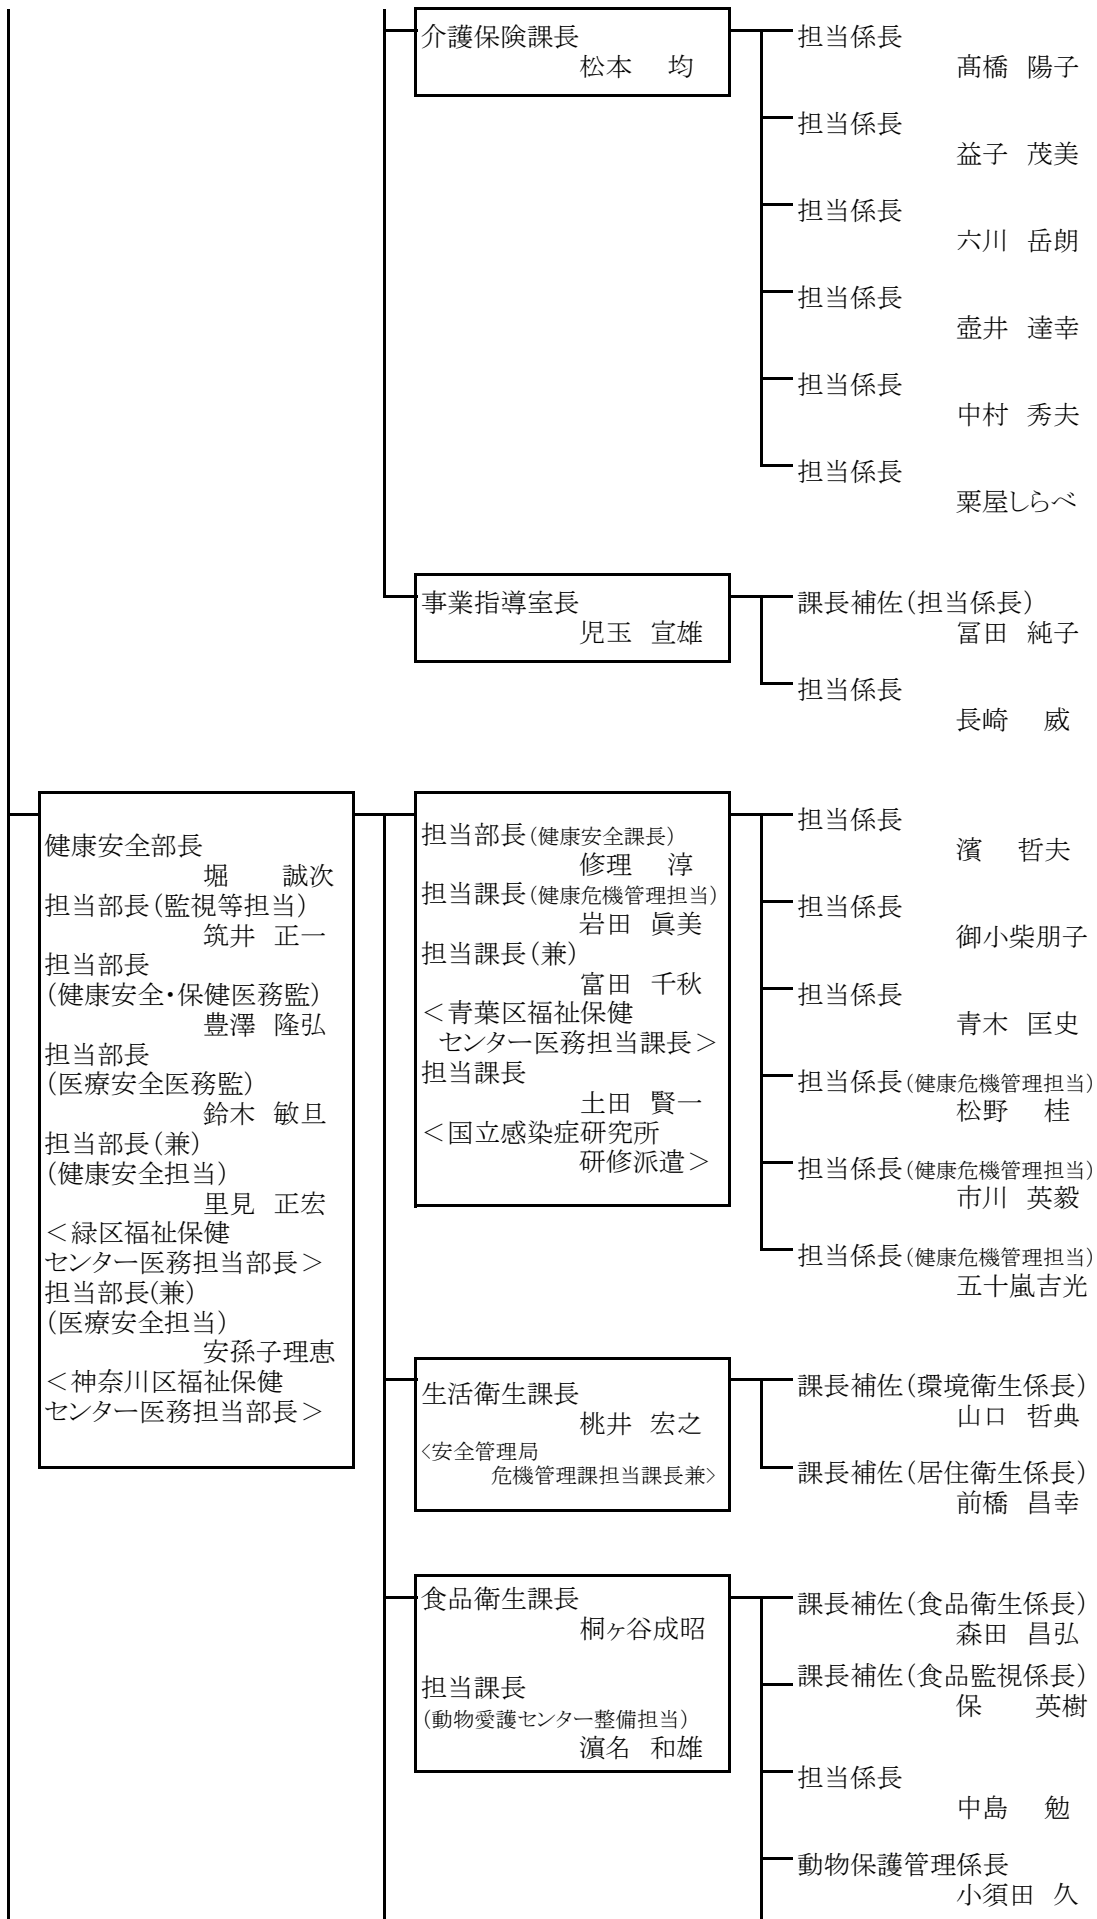 介護保険課長
松本 均
担当係長
髙橋 陽子
担当係長
益子 茂美
担当係長
六川 岳朗
担当係長
壺井 達幸
担当係長
中村 秀夫
担当係長
粟屋しらべ
事業指導室長
児玉 宣雄
課長補佐(担当係長)
冨田 純子
担当係長
長崎 威
健康安全部長
堀 誠次
担当部長(監視等担当)
筑井 正一
担当部長
(健康安全・保健医務監)
豊澤 隆弘
担当部長
(医療安全医務監)
鈴木 敏旦
担当部長(兼)
(健康安全担当)
里見 正宏
<緑区福祉保健
センター医務担当部長>
担当部長(兼)
(医療安全担当)
安孫子理恵
<神奈川区福祉保健
センター医務担当部長>
担当部長(健康安全課長)
修理 淳
担当課長(健康危機管理担当)
岩田 眞美
担当課長(兼)
富田 千秋
<青葉区福祉保健
センター医務担当課長>
担当課長
土田 賢一
<国立感染症研究所
研修派遣>
担当係長
濱 哲夫
担当係長
御小柴朋子
担当係長
青木 匡史
担当係長(健康危機管理担当)
松野 桂
担当係長(健康危機管理担当)
市川 英毅
担当係長(健康危機管理担当)
五十嵐吉光
生活衛生課長
桃井 宏之
<安全管理局
危機管理課担当課長兼>
課長補佐(環境衛生係長)
山口 哲典
課長補佐(居住衛生係長)
前橋 昌幸
食品衛生課長
桐ヶ谷成昭
担当課長
(動物愛護センター整備担当)
濵名 和雄
課長補佐(食品衛生係長)
森田 昌弘
課長補佐(食品監視係長)
保 英樹
担当係長
中島 勉
動物保護管理係長
小須田 久